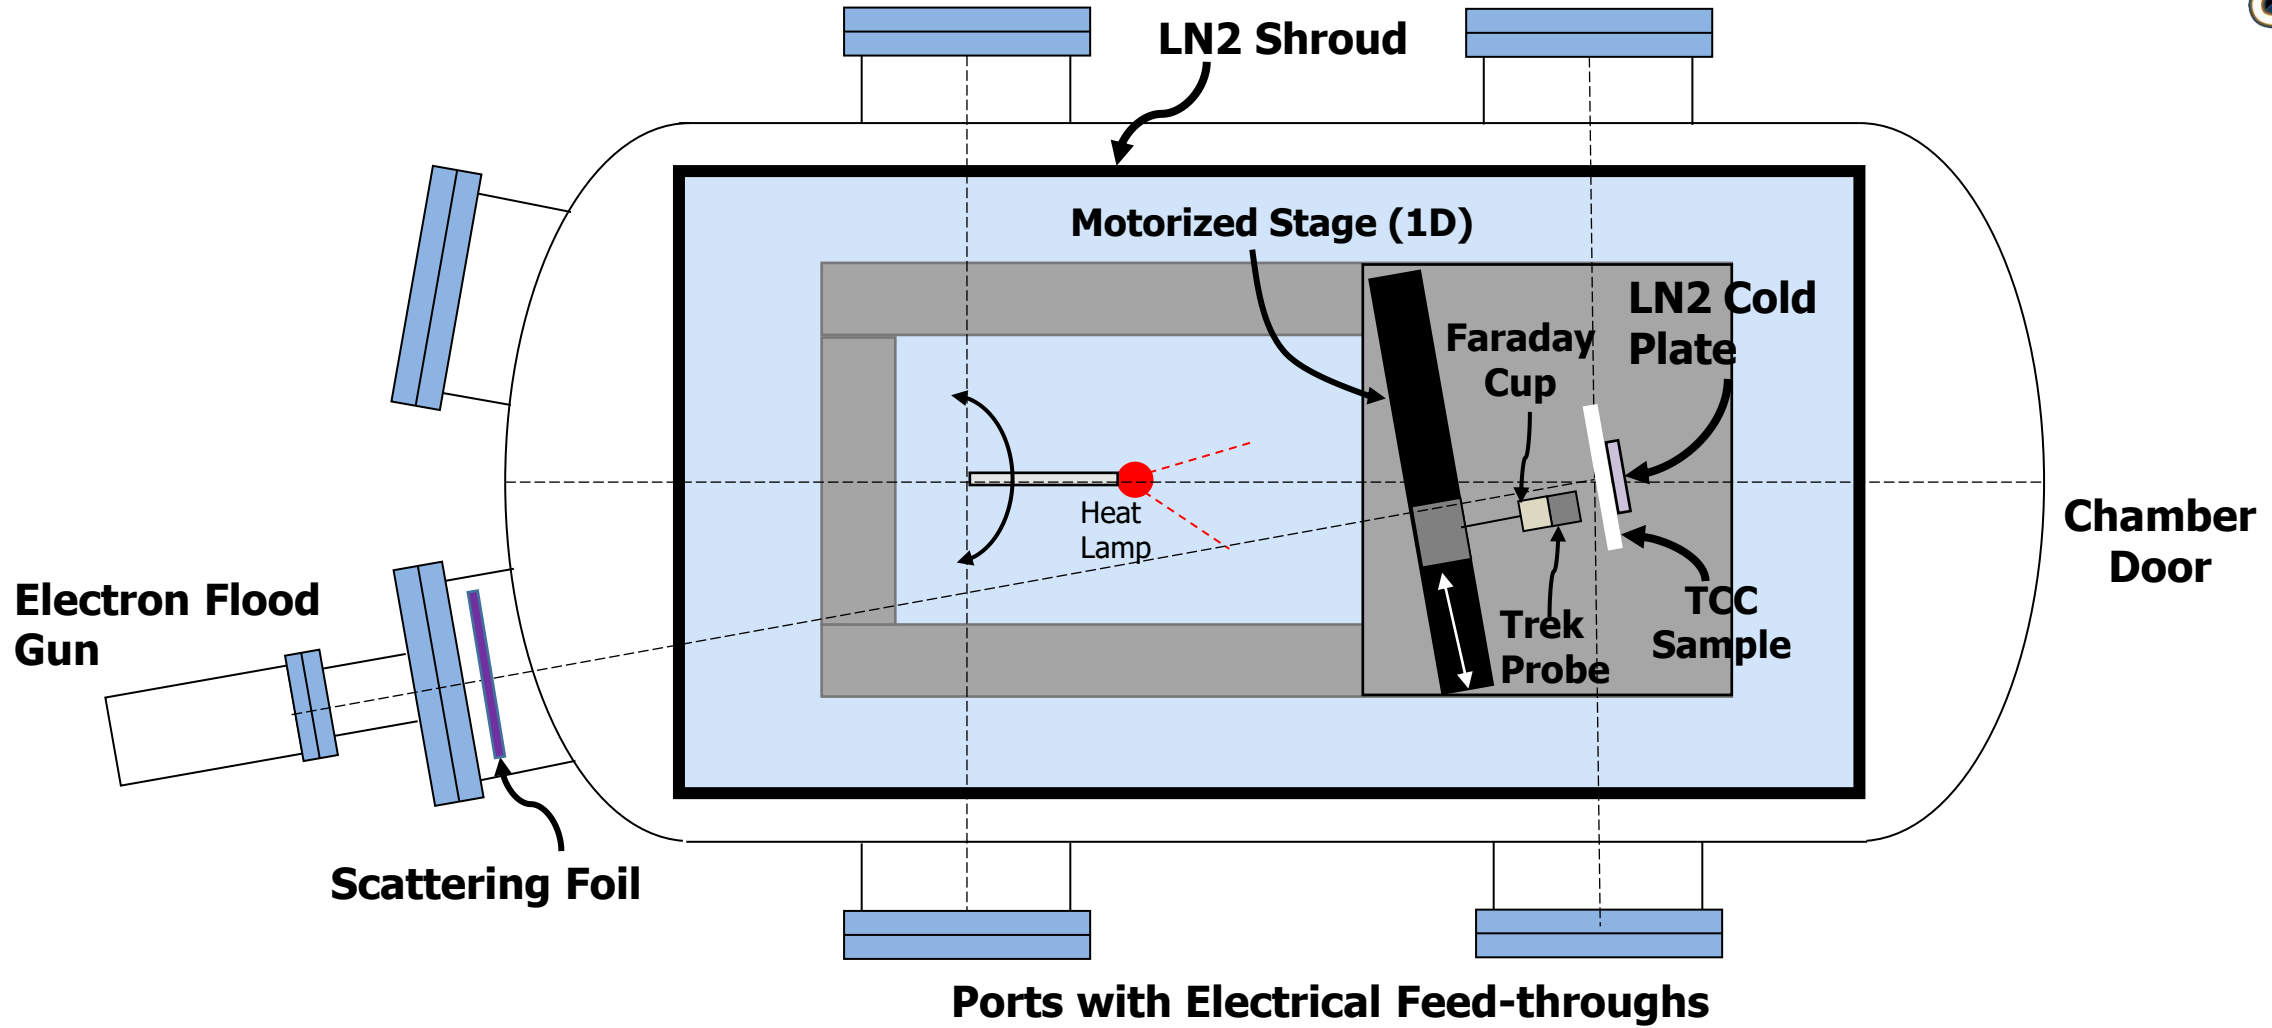 LN2 Shroud
Motorized Stage (1D)
LN2 Cold
Plate
Faraday
Cup
Heat
Lamp
Chamber
Door
Electron Flood
Gun
TCC
Sample
Trek
Probe
Scattering Foil
Ports with Electrical Feed-throughs